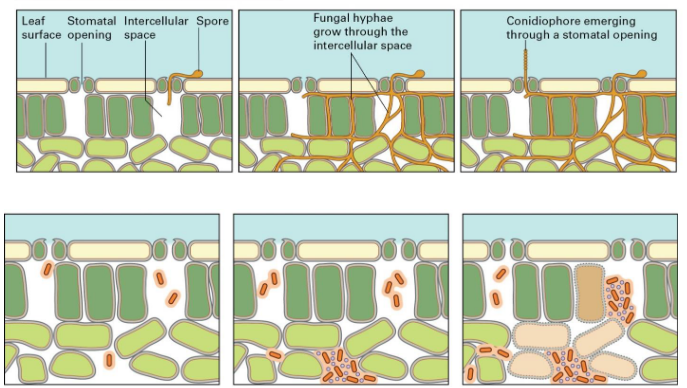 Leaf
surface
Stomatal
opening
Intercellular
space
Spore
Fungal hyphae
grow through the
intercellular space
Conidiophore emerging
through a stomatal opening